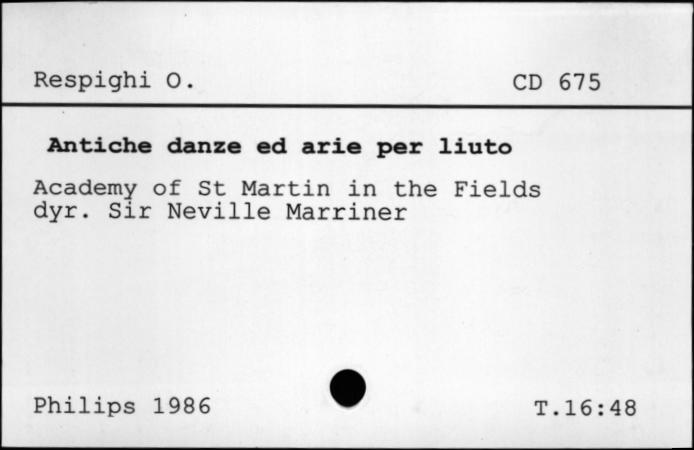 Respighi O. CD 675
Antiche danze ed arie per liuto
Academy of St Martin in the Fields
dyr. Sir Neville Marriner
Philips 1986 T.16:48